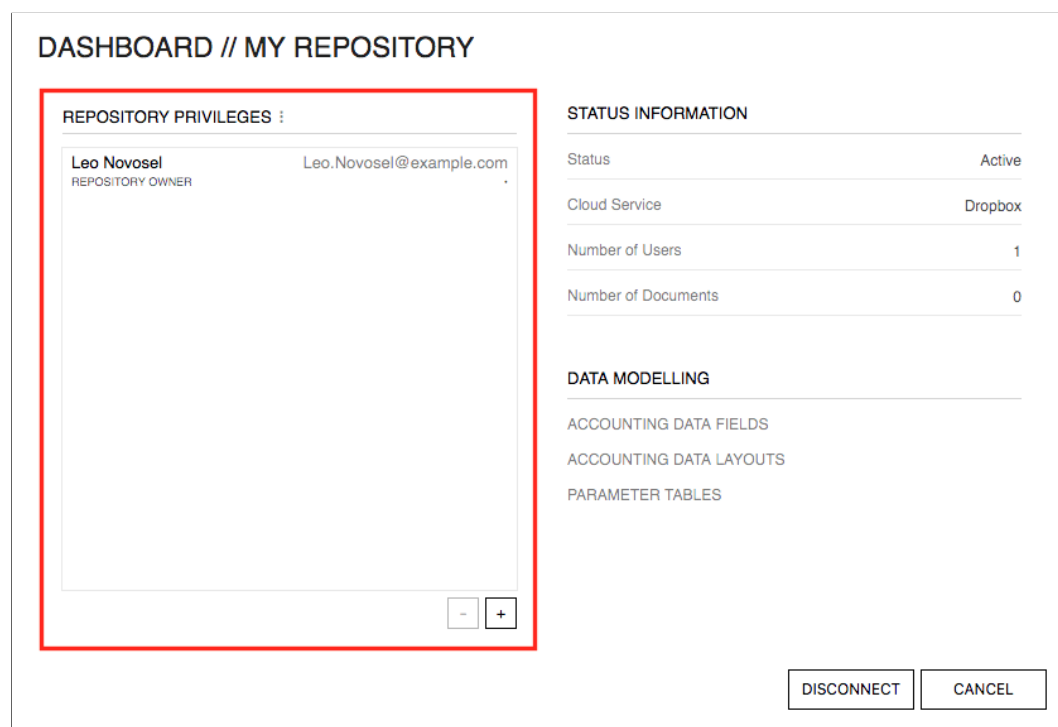 DASHBOARD // MY REPOSITORY
REPOSITORY PRIVILEGES
Leo Novosel Leo.Novosel@example.com
REPOSITORY OWNER -
- +
STATUS INFORMATION
Status Active
Cloud Service Dropbox
Number of Users 1
Number of Documents 0
DATA MODELLING
ACCOUNTING DATA FIELDS
ACCOUNTING DATA LAYOUTS
PARAMETER TABLES
DISCONNECT CANCEL